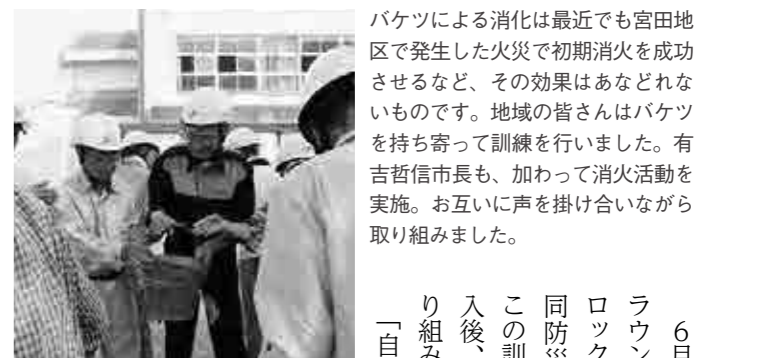 バケツによる消化は最近でも宮田地
区で発生した火災で初期消火を成功
させるなど、その効果はあなどれな
いものです。地域の皆さんはバケツ
を持ち寄って訓練を行いました。有
吉哲信市長も、加わって消火活動を
実施。お互いに声を掛け合いながら
取り組みました。
６月
ラウン
ロック
同防災
この訓
入後、
り組み
「自